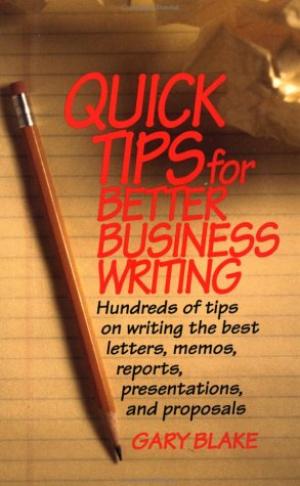 QUICK
TIPS for
BETTER
BUSINESS
WRITING
Hundreds of tips
on writing the best
letters, memos,
reports,
presentations,
and proposals
GARY BLAKE